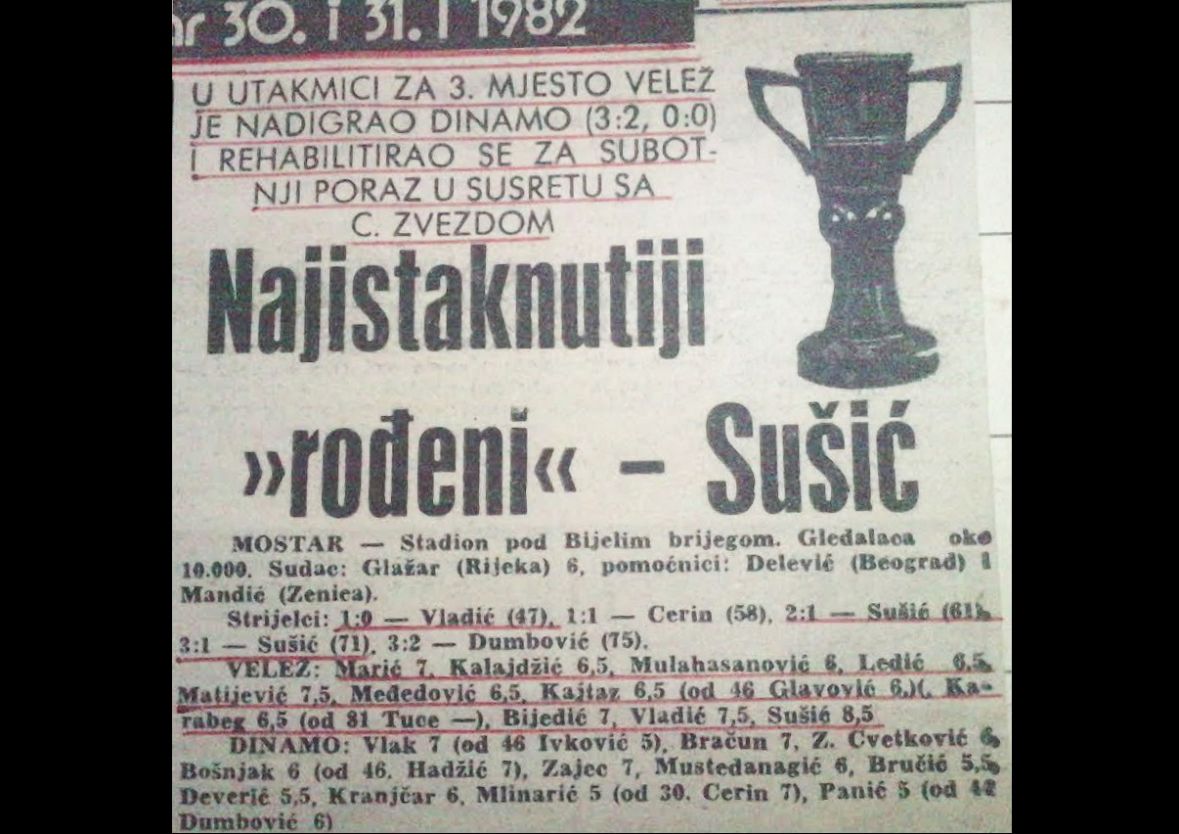 ar 30. i 31. I 1982
U UTAKMICI ZA 3. MJESTO VELEŽ
JE NADIGRAO DINAMO (3:2, 0:0)
I REHABILITIRAO SE ZA SUBOT-
NJI PORAZ U SUSRETU SA
C. ZVEZDOM
Najistaknutiji
»rođeni« – Sušić
MOSTAR — Stadion pod Bijelim brijegom. Gledalaca oko
10.000. Sudac: Glažar (Rijeka) 6, pomoćnici: Delević (Beograd) i
Mandić (Zenica).
Strijelci: 1:0 — Vladić (47), 1:1 — Cerin (58), 2:1 — Sušić (61),
3:1 — Sušić (71), 3:2 — Dumbović (75).
VELEŽ: Marić 7, Kalajdžić 6,5, Mulahasanović 6, Ledić 6,5,
Matijević 7,5, Međedović 6,5, Kajtaz 6,5 (od 46 Glavović 6,)(, Ka-
rabeg 6,5 (od 81 Tuce —), Bijedić 7, Vladić 7,5, Sušić 8,5
DINAMO: Vlak 7 (od 46 Ivković 5), Bračun 7, Z. Cvetković 6,
Bošnjak 6 (od 46. Hadžić 7), Zajec 7, Mustedanagić 6, Bručić 5,5,
Deverić 5,5, Kranjčar 6, Mlinarić 5 (od 30. Cerin 7), Panić 5 (od
Dumbović 6)